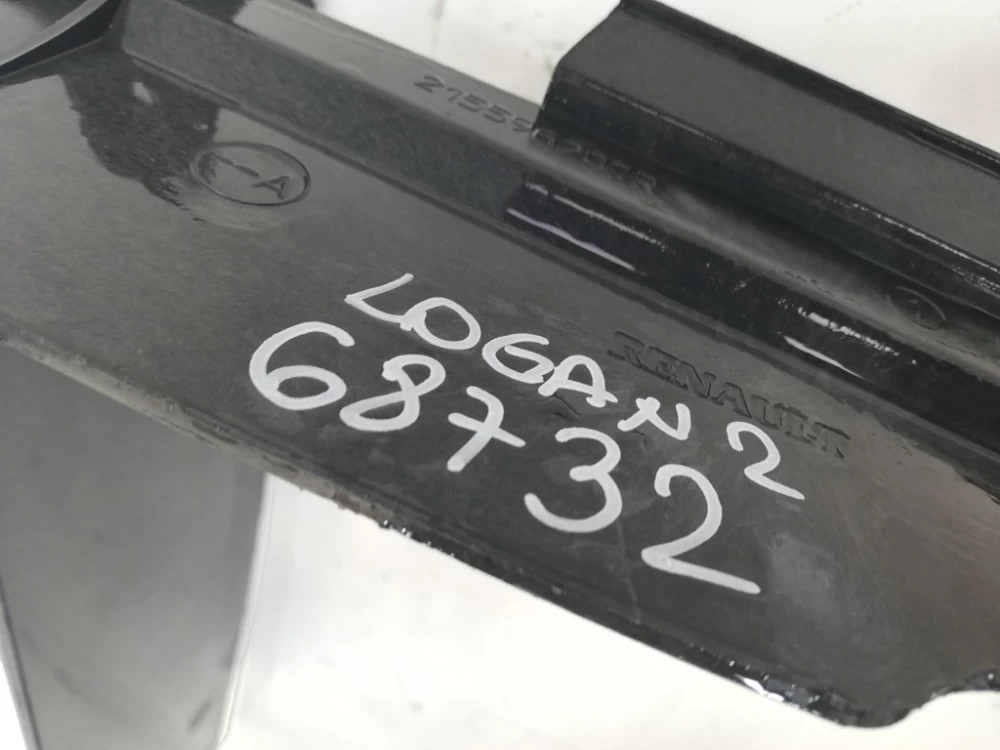 A
RENAULT
LOGAN 2
68732